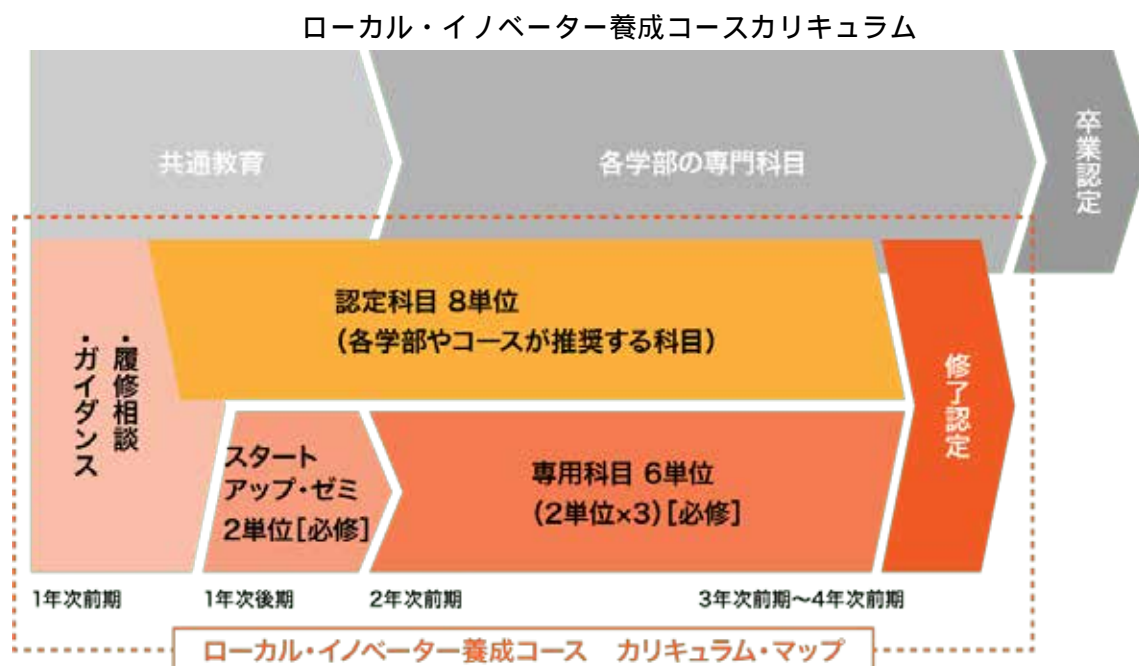 ローカル・イノベーター養成コースカリキュラム
共通教育
各学部の専門科目
卒業認定
・履修相談
・ガイダンス
認定科目 8単位
(各学部やコースが推奨する科目)
スタート
アップ・ゼミ
2単位[必修]
専用科目 6単位
(2単位×3)[必修]
修了認定
1年次前期
1年次後期
2年次前期
3年次前期〜4年次前期
ローカル・イノベーター養成コース カリキュラム・マップ